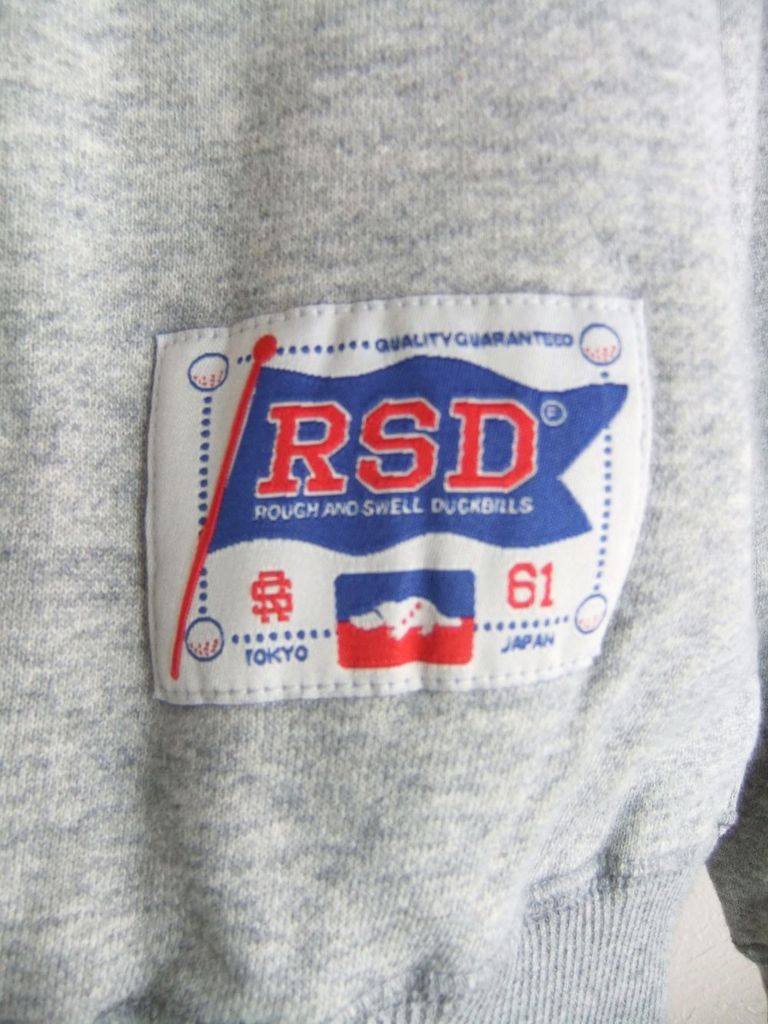 QUALITY GUARANTEED
RSD®
ROUGH AND SWELL DUCKBILLS
61
TOKYO
JAPAN